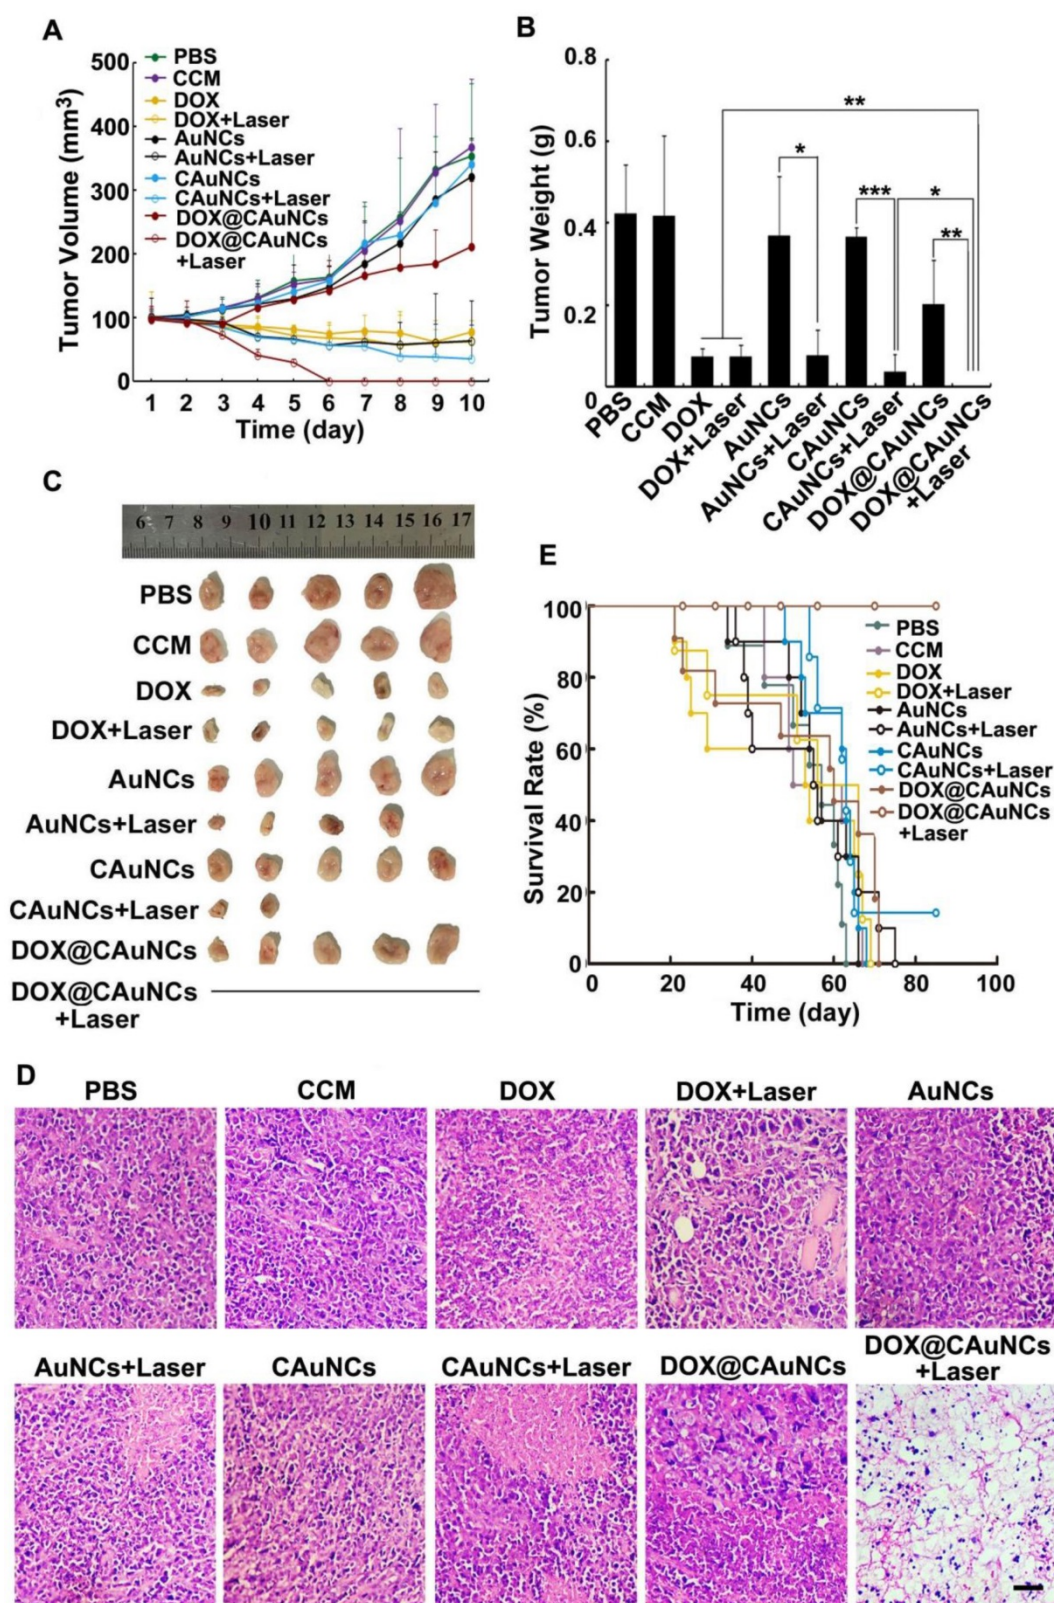 A
PBS
CCM
DOX
DOX+Laser
AuNCs
AuNCs+Laser
CAuNCs
CAuNCs+Laser
DOX@CAuNCs
DOX@CAuNCs
+Laser
Tumor Volume (mm³)
500
400
300
200
100
0
1 2 3 4 5 6 7 8 9 10
Time (day)
B
Tumor Weight (g)
0.8
0.6
0.4
0.2
0
**
*
***
*
**
PBS
CCM
DOX
DOX+Laser
AuNCs
AuNCs+Laser
CAuNCs
CAuNCs+Laser
DOX@CAuNCs
DOX@CAuNCs
+Laser
C
6 7 8 9 10 11 12 13 14 15 16 17
PBS
CCM
DOX
DOX+Laser
AuNCs
AuNCs+Laser
CAuNCs
CAuNCs+Laser
DOX@CAuNCs
DOX@CAuNCs
+Laser
E
Survival Rate (%)
100
80
60
40
20
0
PBS
CCM
DOX
DOX+Laser
AuNCs
AuNCs+Laser
CAuNCs
CAuNCs+Laser
DOX@CAuNCs
DOX@CAuNCs
+Laser
0 20 40 60 80 100
Time (day)
D
PBS CCM DOX DOX+Laser AuNCs
AuNCs+Laser CAuNCs CAuNCs+Laser DOX@CAuNCs DOX@CAuNCs
+Laser